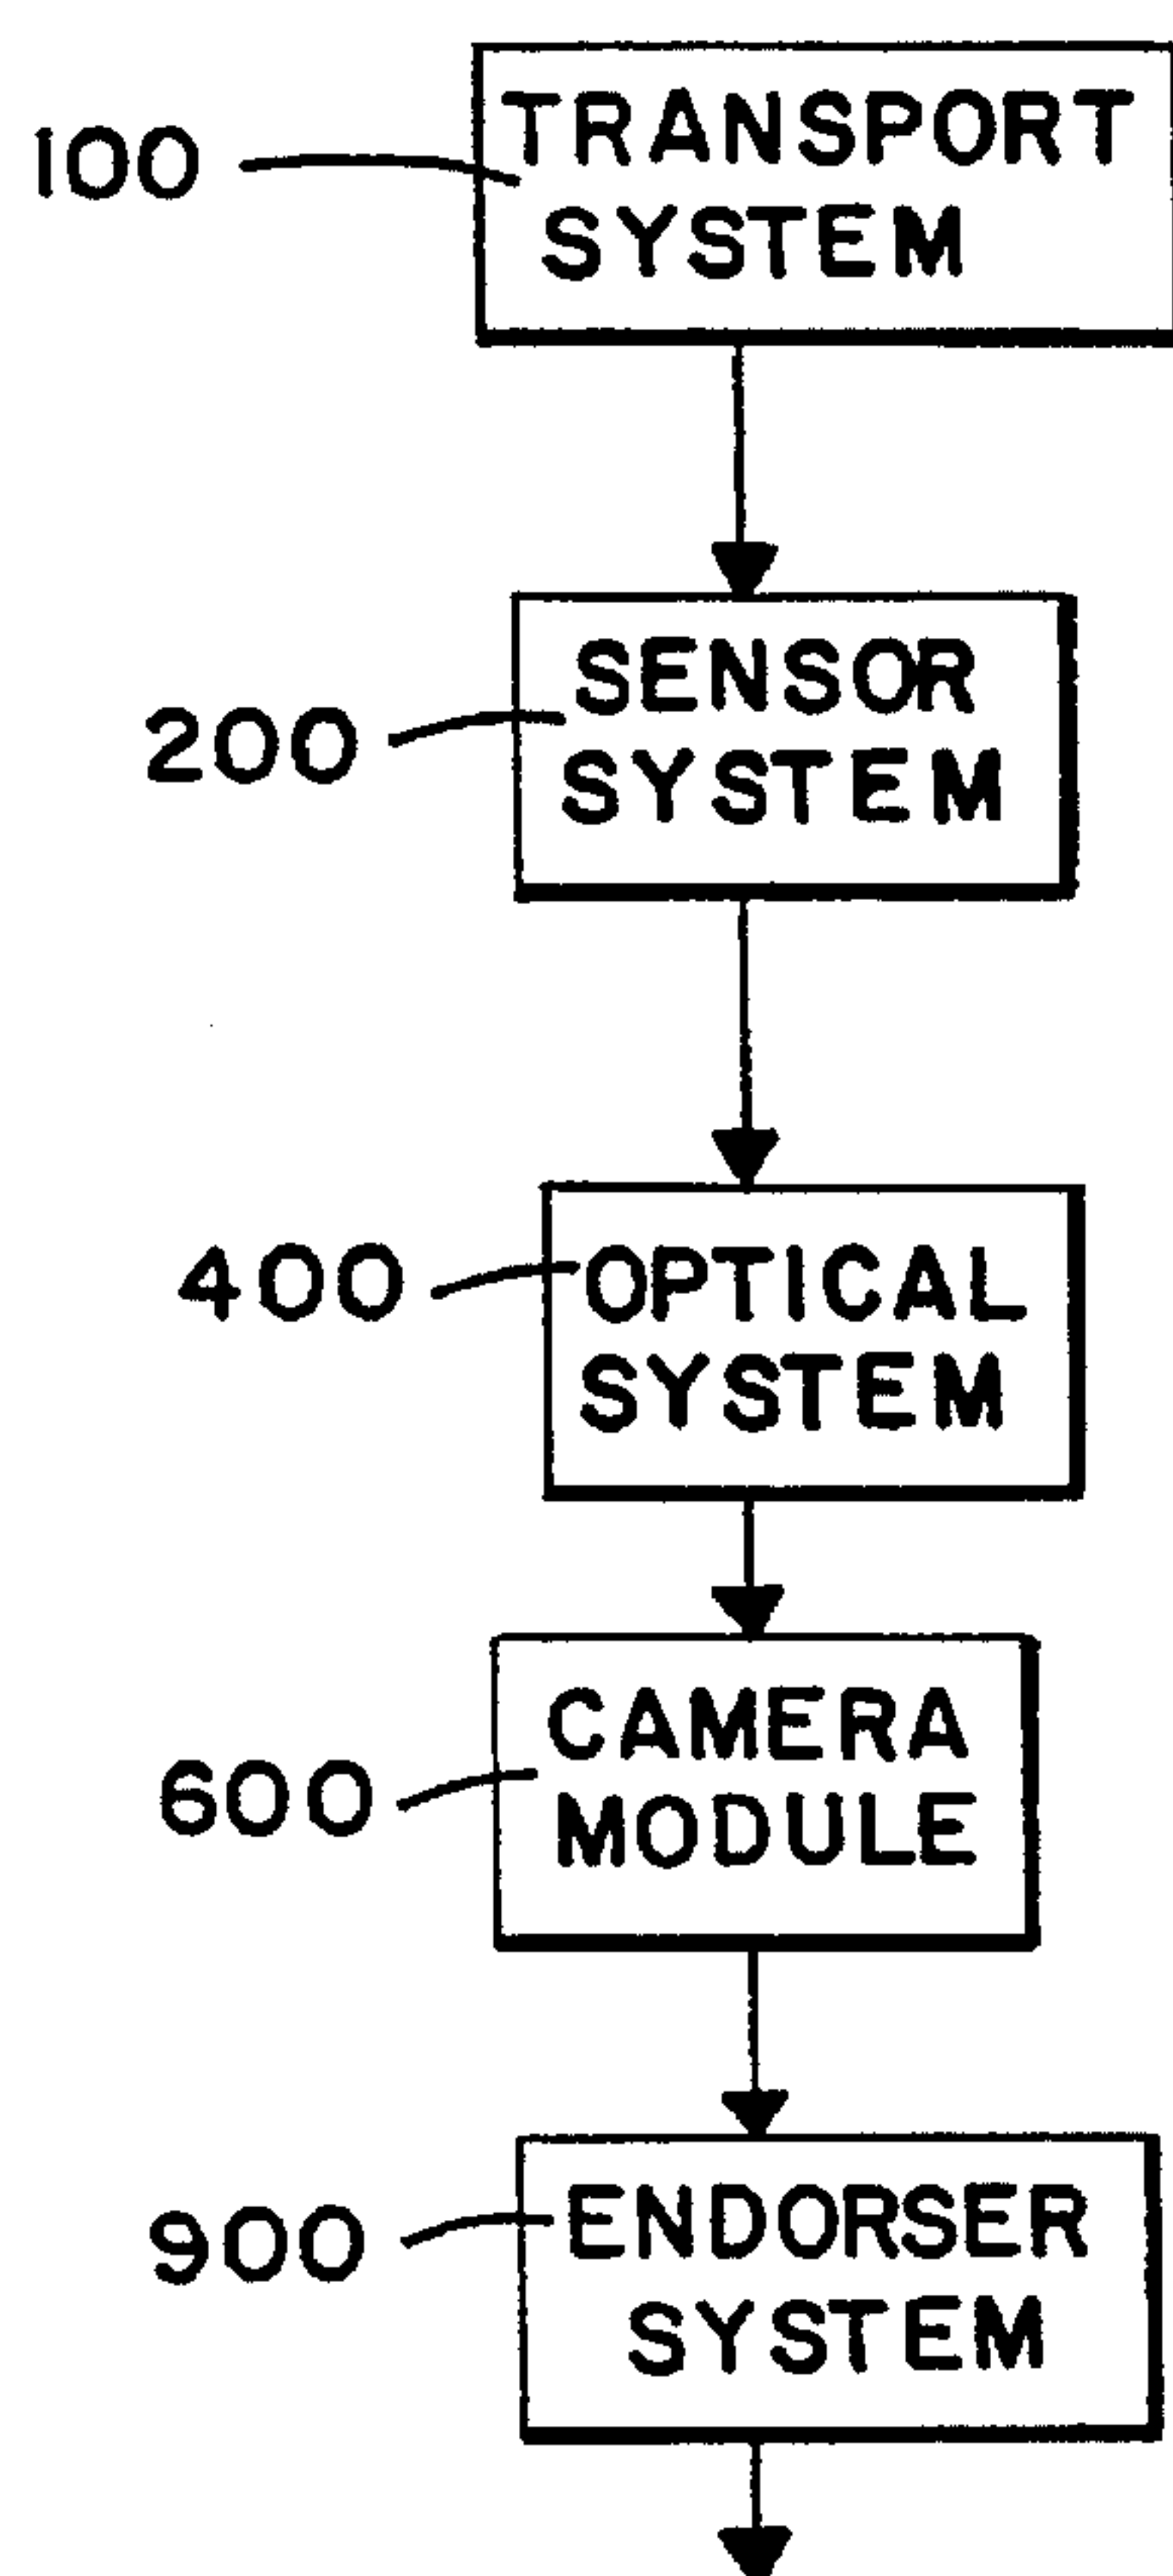 100
TRANSPORT
SYSTEM
200
SENSOR
SYSTEM
400
OPTICAL
SYSTEM
600
CAMERA
MODULE
900
ENDORSER
SYSTEM